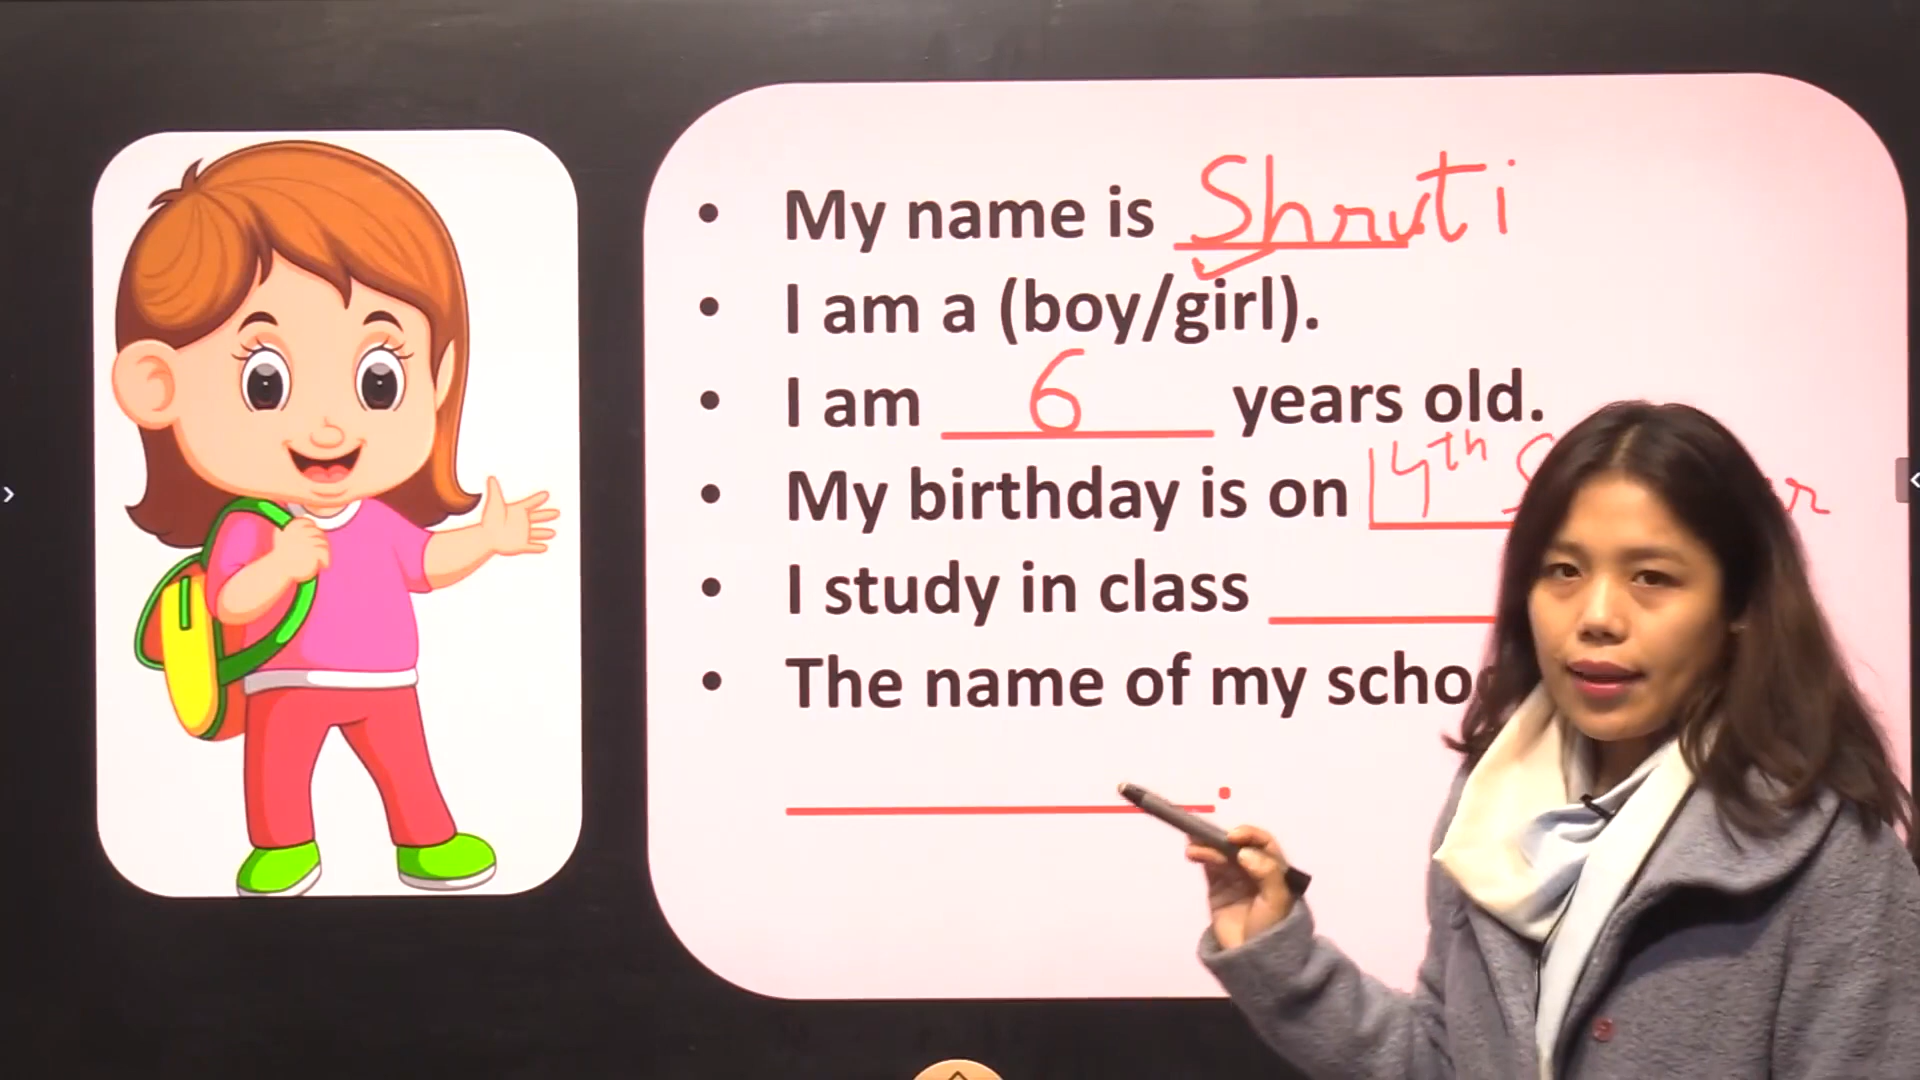 • My name is Shruti
• I am a (boy/girl).
• I am 6 years old.
• My birthday is on 14th
• I study in class
• The name of my
.